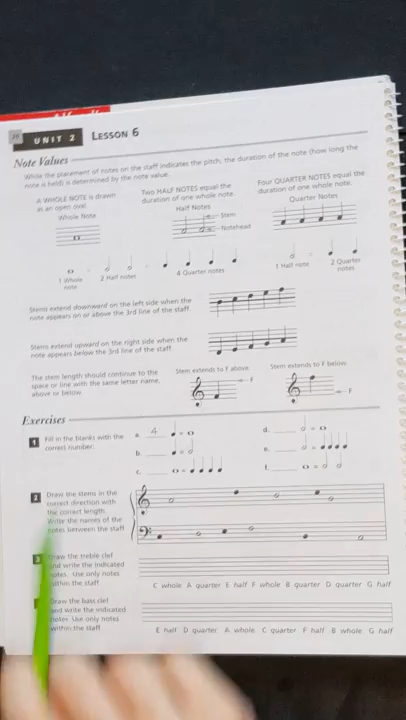 UNIT 2
LESSON 6
Note Values
While the placement of notes on the staff indicates the pitch, the duration of the note (how long the
note is held) is determined by the note value.
A WHOLE NOTE is drawn
as an open oval.
Whole Note
Two HALF NOTES equal the
duration of one whole note.
Half Notes
Stem
Notehead
Four QUARTER NOTES equal the
duration of one whole note.
Quarter Notes
1 Whole
note
2 Half notes
4 Quarter notes
1 Half note
2 Quarter
notes
Stems extend downward on the left side when the
note appears on or above the 3rd line of the staff.
Stems extend upward on the right side when the
note appears below the 3rd line of the staff.
The stem length should continue to the
space or line with the same letter name,
above or below.
Stem extends to F above
F
Stem extends to F below
F
Exercises
1 Fill in the blanks with the
correct number:
a. 4 =
b. =
c. =
d. =
e. =
f. =
2 Draw the stems in the
correct direction with
the correct length.
Write the names of the
notes between the staff
Draw the treble clef
and write the indicated
notes. Use only notes
within the staff
C whole A quarter E half F whole B quarter D quarter G half
Draw the bass clef
and write the indicated
notes. Use only notes
within the staff
E half D quarter A whole C quarter F half B whole G half